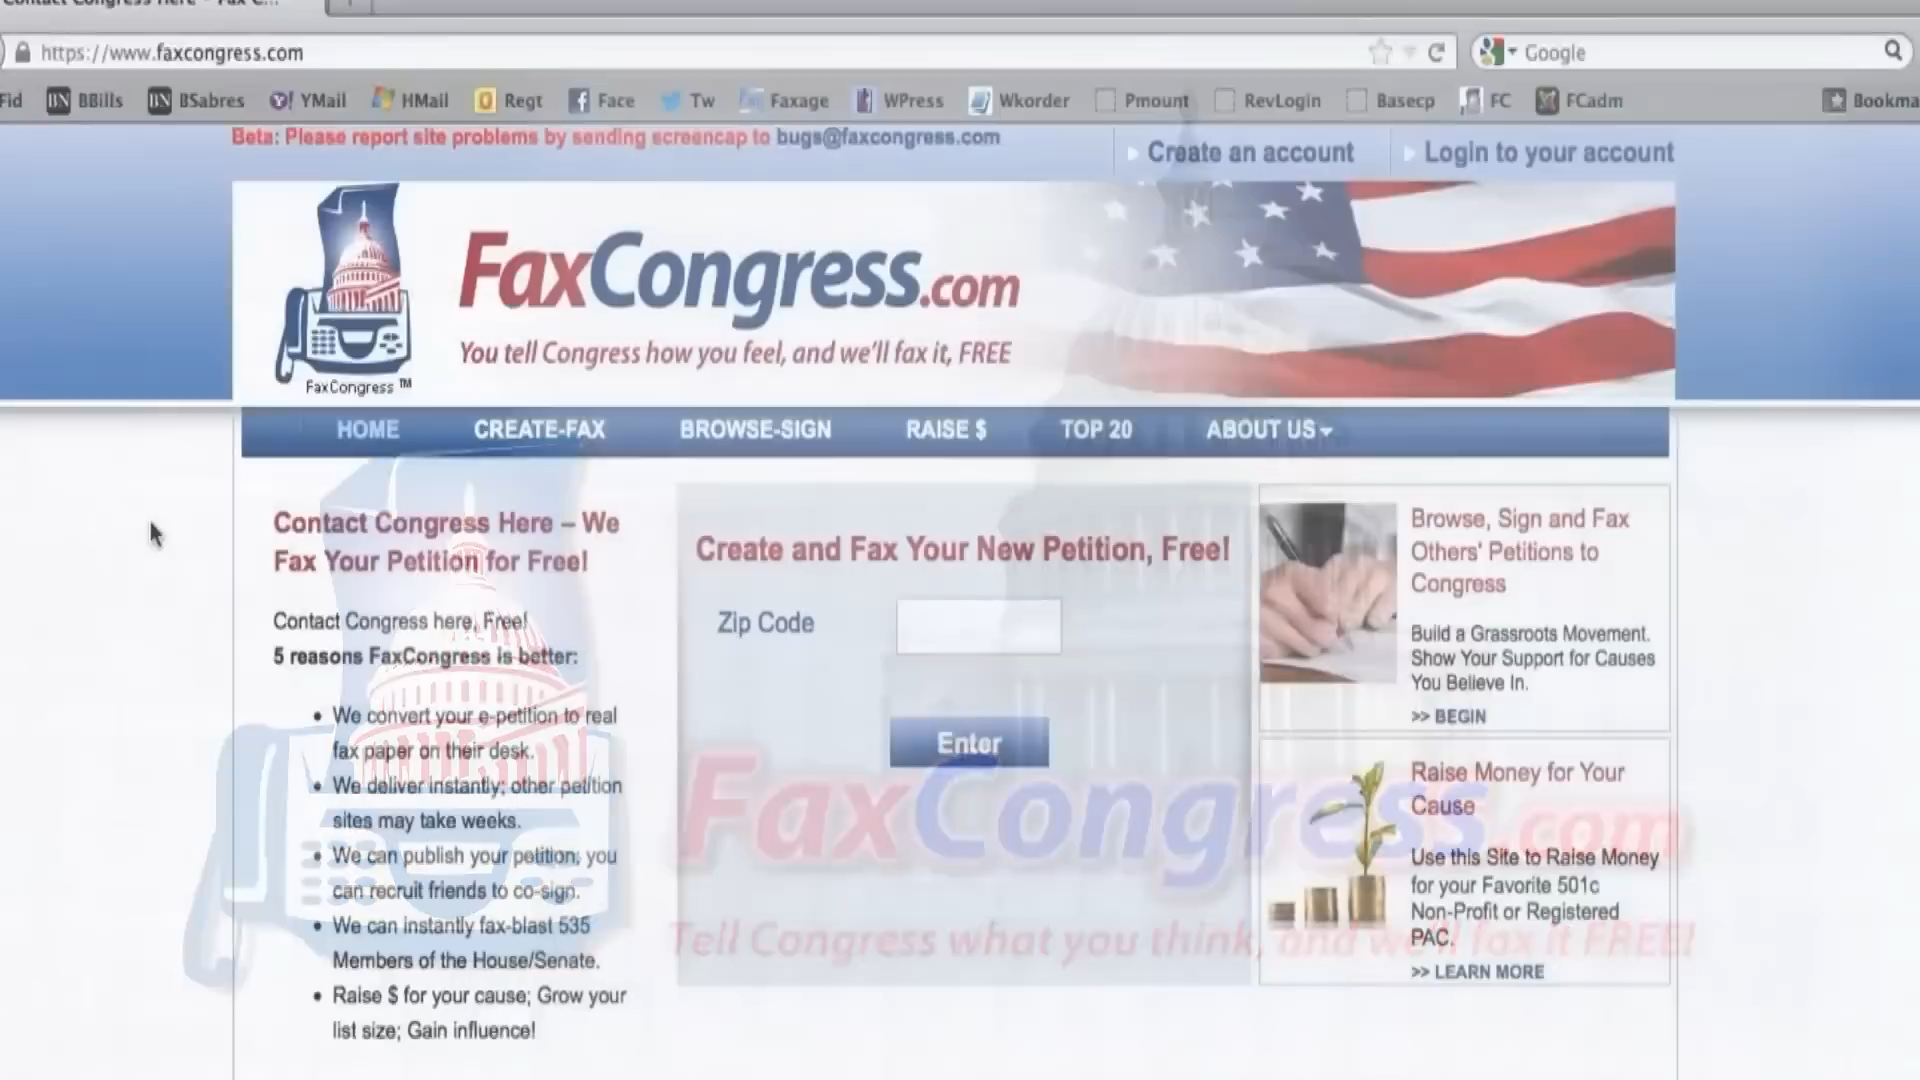 Contact Congress Here - Fax C...
https://www.faxcongress.com
Google
Fid BBills BSabres YMail HMail Regt Face Tw Faxage WPress Wkorder Pmount RevLogin Basecp FC FCadm Bookma
Beta: Please report site problems by sending screencap to bugs@faxcongress.com
Create an account
Login to your account
FaxCongress ™
FaxCongress.com
You tell Congress how you feel, and we'll fax it, FREE
HOME CREATE-FAX BROWSE-SIGN RAISE $ TOP 20 ABOUT US
Contact Congress Here – We
Fax Your Petition for Free!
Contact Congress here, Free!
5 reasons FaxCongress is better:
• We convert your e-petition to real
fax paper on their desk.
• We deliver instantly; other petition
sites may take weeks.
• We can publish your petition; you
can recruit friends to co-sign.
• We can instantly fax-blast 535
Members of the House/Senate.
• Raise $ for your cause; Grow your
list size; Gain influence!
Create and Fax Your New Petition, Free!
Zip Code
Enter
FaxCongress.com
Tell Congress what you think, and we'll fax it FREE!
Browse, Sign and Fax
Others' Petitions to
Congress
Build a Grassroots Movement.
Show Your Support for Causes
You Believe In.
>> BEGIN
Raise Money for Your
Cause
Use this Site to Raise Money
for your Favorite 501c
Non-Profit or Registered
PAC.
>> LEARN MORE